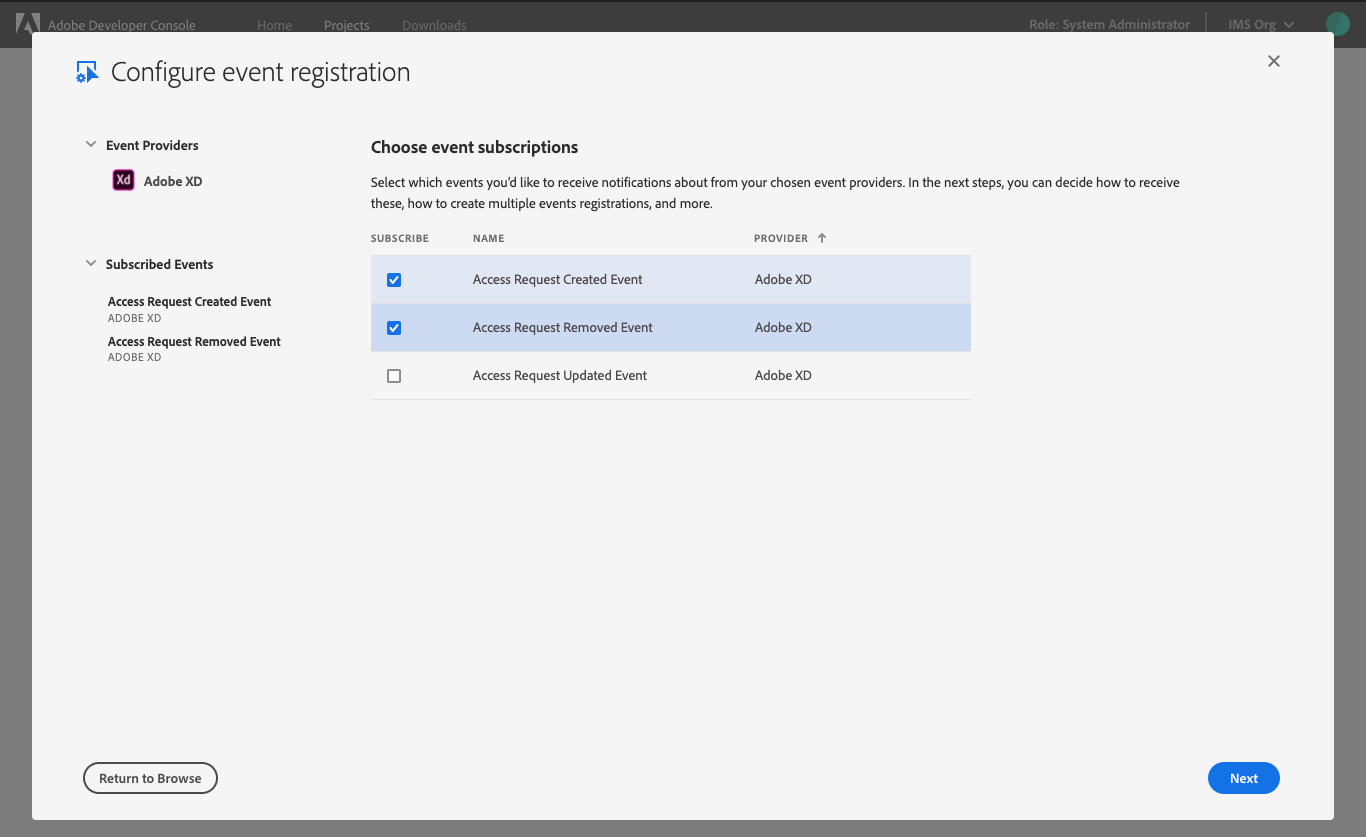 Adobe Developer Console Home Projects Downloads Role: System Administrator IMS Org
Configure event registration
Event Providers
Xd Adobe XD
Subscribed Events
Access Request Created Event
ADOBE XD
Access Request Removed Event
ADOBE XD
Choose event subscriptions
Select which events you'd like to receive notifications about from your chosen event providers. In the next steps, you can decide how to receive
these, how to create multiple events registrations, and more.
SUBSCRIBE NAME PROVIDER
Access Request Created Event Adobe XD
Access Request Removed Event Adobe XD
Access Request Updated Event Adobe XD
Return to Browse Next